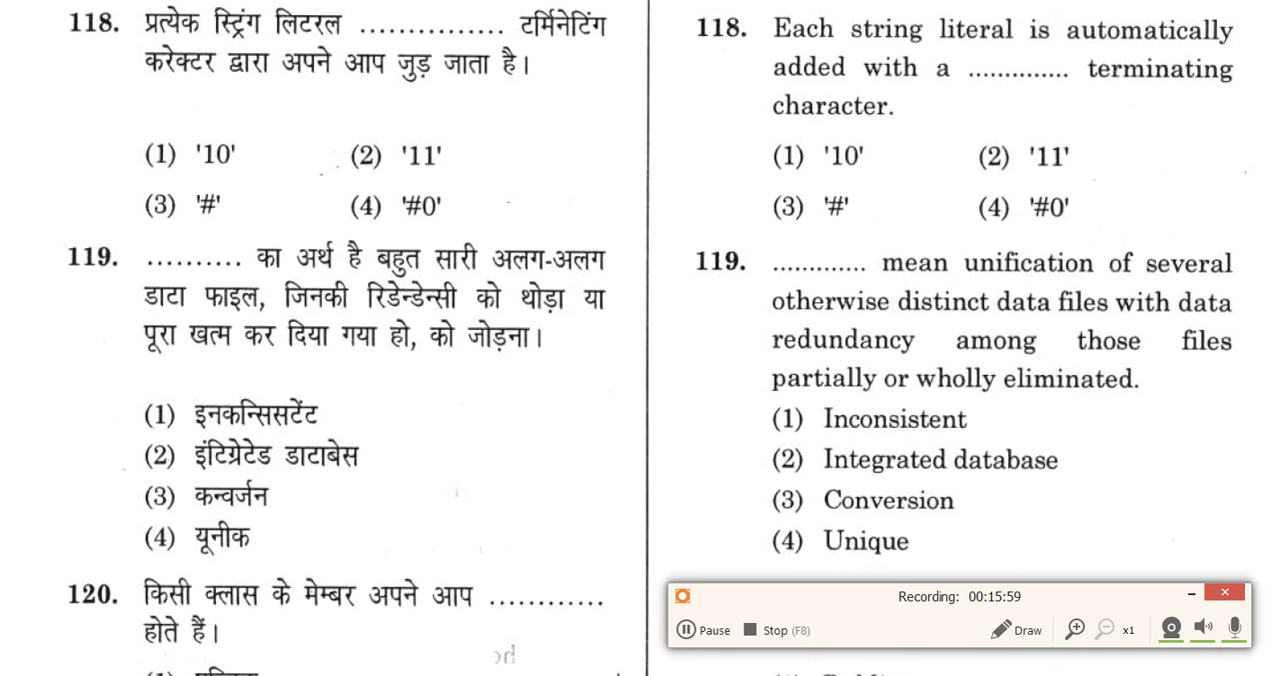 118. प्रत्येक स्ट्रिंग लिटरल ............... टर्मिनेटिंग
करेक्टर द्वारा अपने आप जुड़ जाता है।
(1) '10' (2) '11'
(3) '#' (4) '#0'
119. .......... का अर्थ है बहुत सारी अलग-अलग
डाटा फाइल, जिनकी रिडेन्डेन्सी को थोड़ा या
पूरा खत्म कर दिया गया हो, को जोड़ना।
(1) इनकन्सिसटेंट
(2) इंटिग्रेटेड डाटाबेस
(3) कन्वर्जन
(4) यूनीक
120. किसी क्लास के मेम्बर अपने आप ............
होते हैं।
118. Each string literal is automatically
added with a .............. terminating
character.
(1) '10' (2) '11'
(3) '#' (4) '#0'
119. ............. mean unification of several
otherwise distinct data files with data
redundancy among those files
partially or wholly eliminated.
(1) Inconsistent
(2) Integrated database
(3) Conversion
(4) Unique
Recording: 00:15:59
Pause Stop (F8) Draw x1